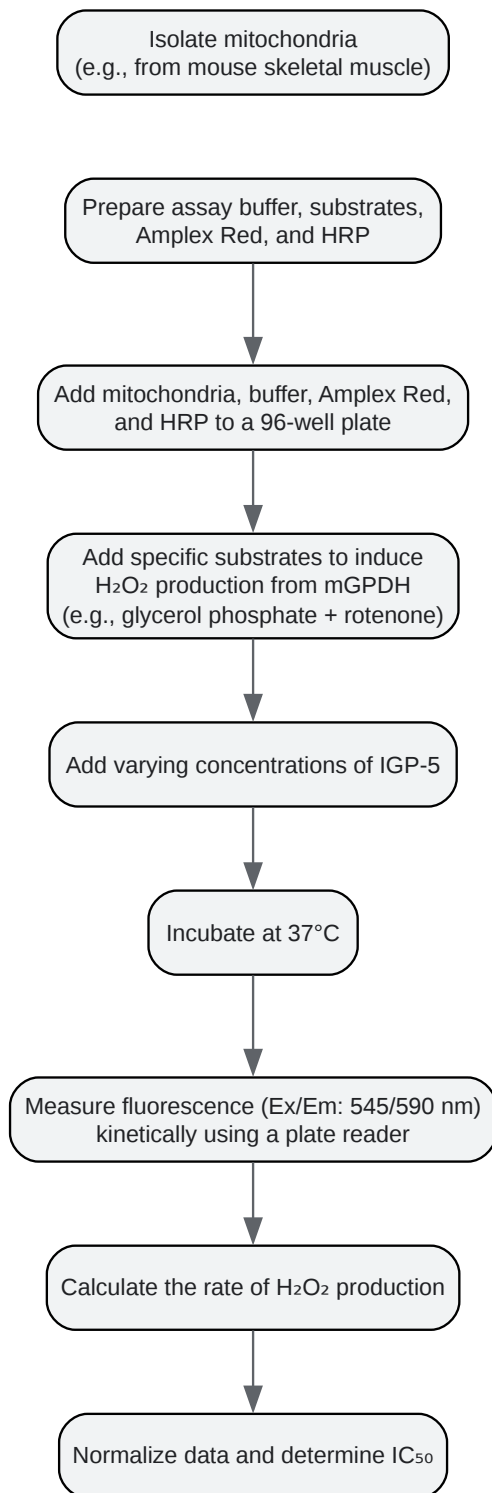 Isolate mitochondria
(e.g., from mouse skeletal muscle)
Prepare assay buffer, substrates,
Amplex Red, and HRP
Add mitochondria, buffer, Amplex Red,
and HRP to a 96-well plate
Add specific substrates to induce
H₂O₂ production from mGPDH
(e.g., glycerol phosphate + rotenone)
Add varying concentrations of IGP-5
Incubate at 37°C
Measure fluorescence (Ex/Em: 545/590 nm)
kinetically using a plate reader
Calculate the rate of H₂O₂ production
Normalize data and determine IC₅₀